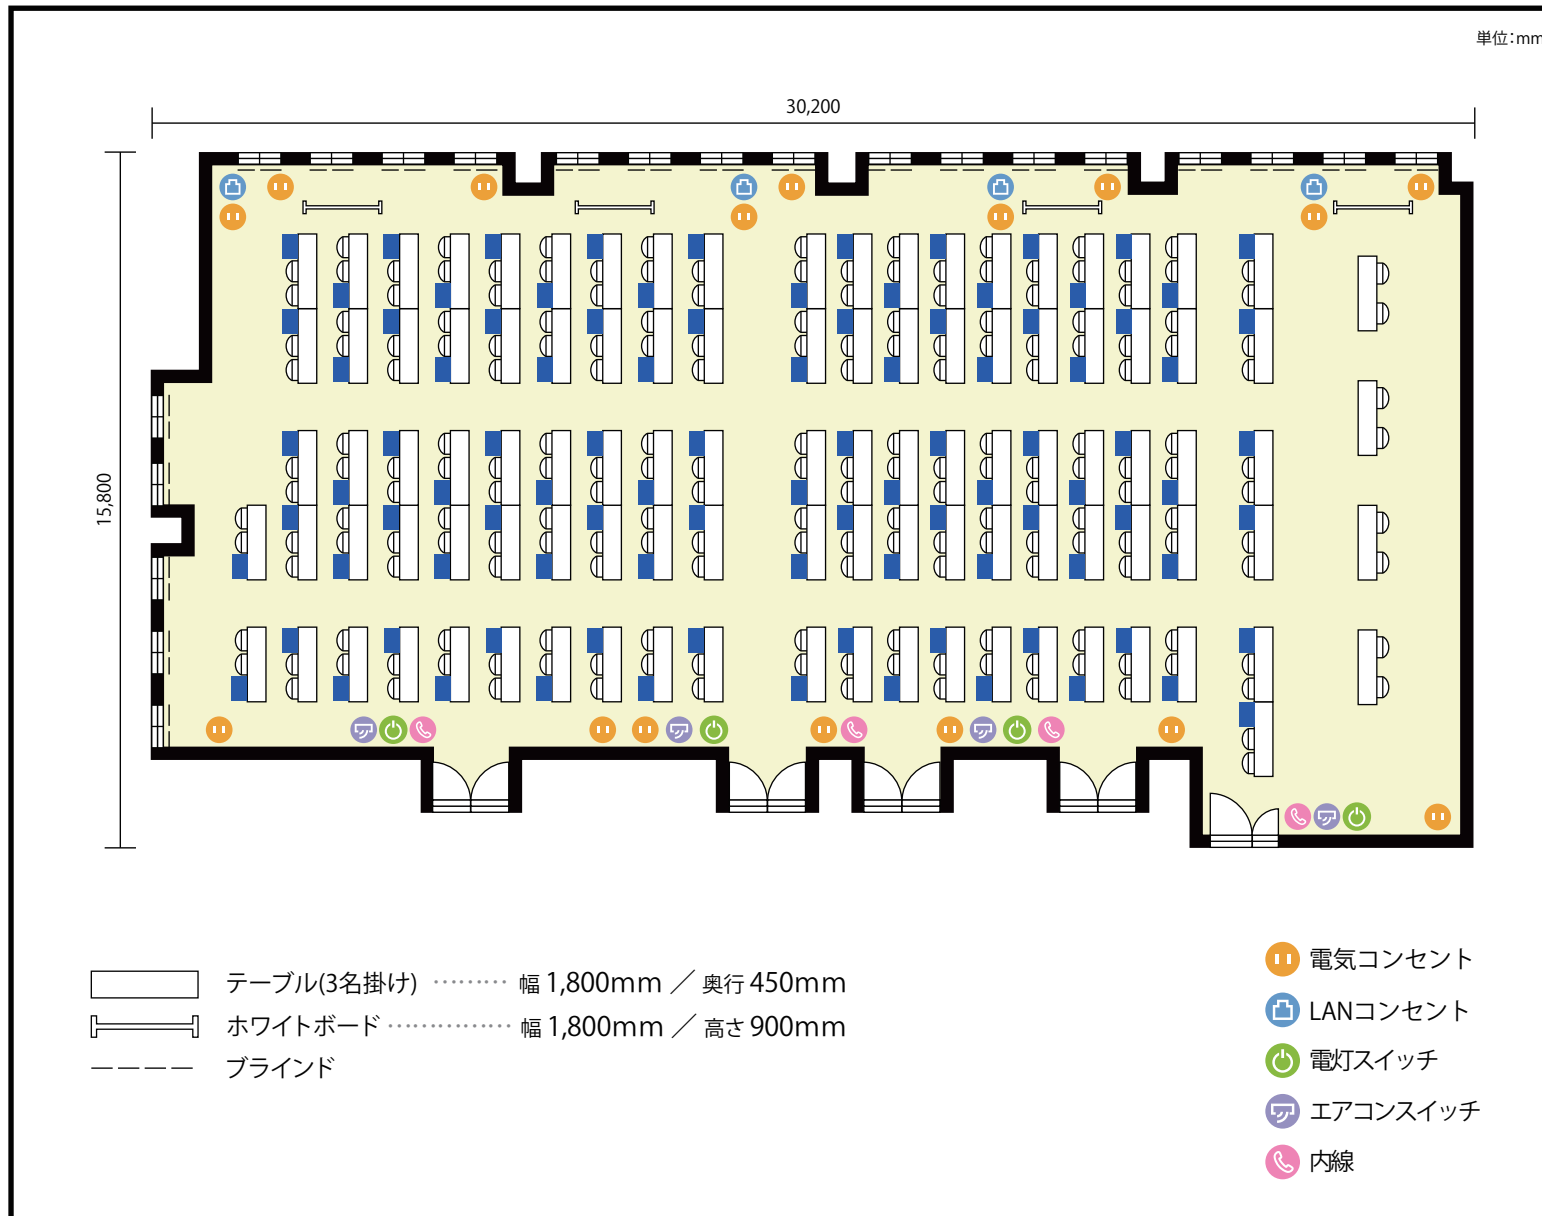 単位：mm
30,200
15,800
テーブル(3名掛け) ……… 幅 1,800mm ／ 奥行 450mm
ホワイトボード …………… 幅 1,800mm ／ 高さ 900mm
ブラインド
電気コンセント
LANコンセント
電灯スイッチ
エアコンスイッチ
内線